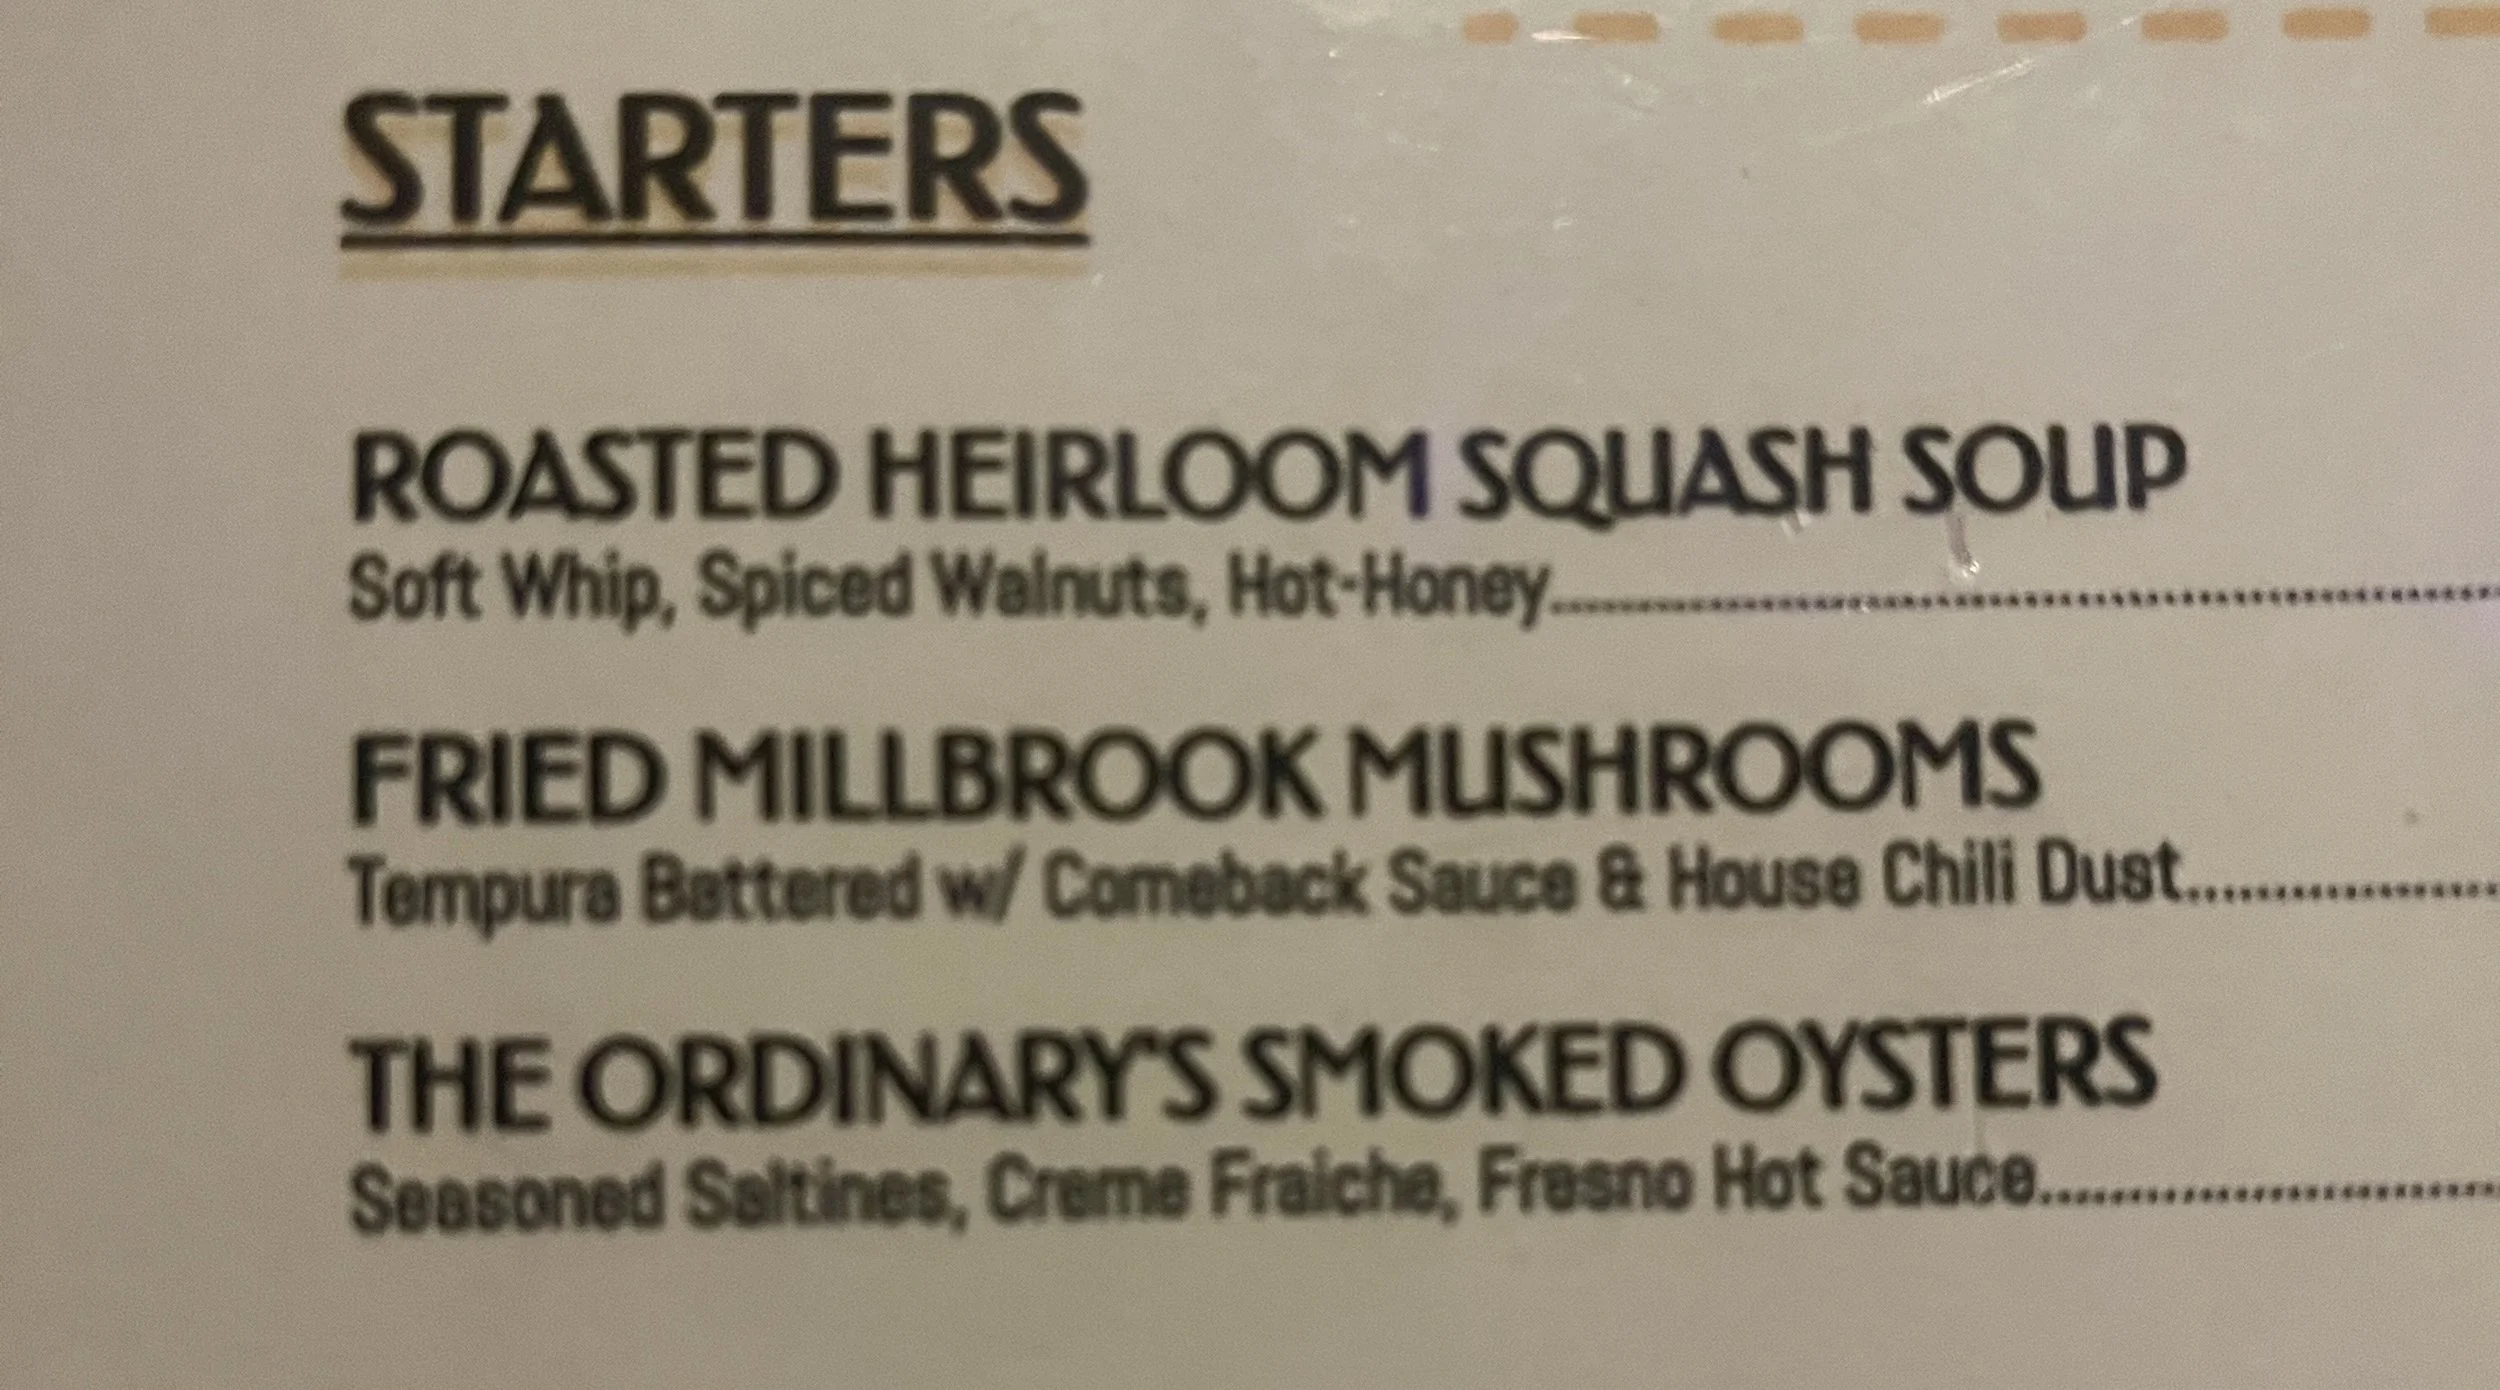 STARTERS
ROASTED HEIRLOOM SQUASH SOUP
Soft Whip, Spiced Walnuts, Hot-Honey
FRIED MILLBROOK MUSHROOMS
Tempura Battered w/ Comeback Sauce & House Chili Dust
THE ORDINARY'S SMOKED OYSTERS
Seasoned Saltines, Creme Fraiche, Fresno Hot Sauce